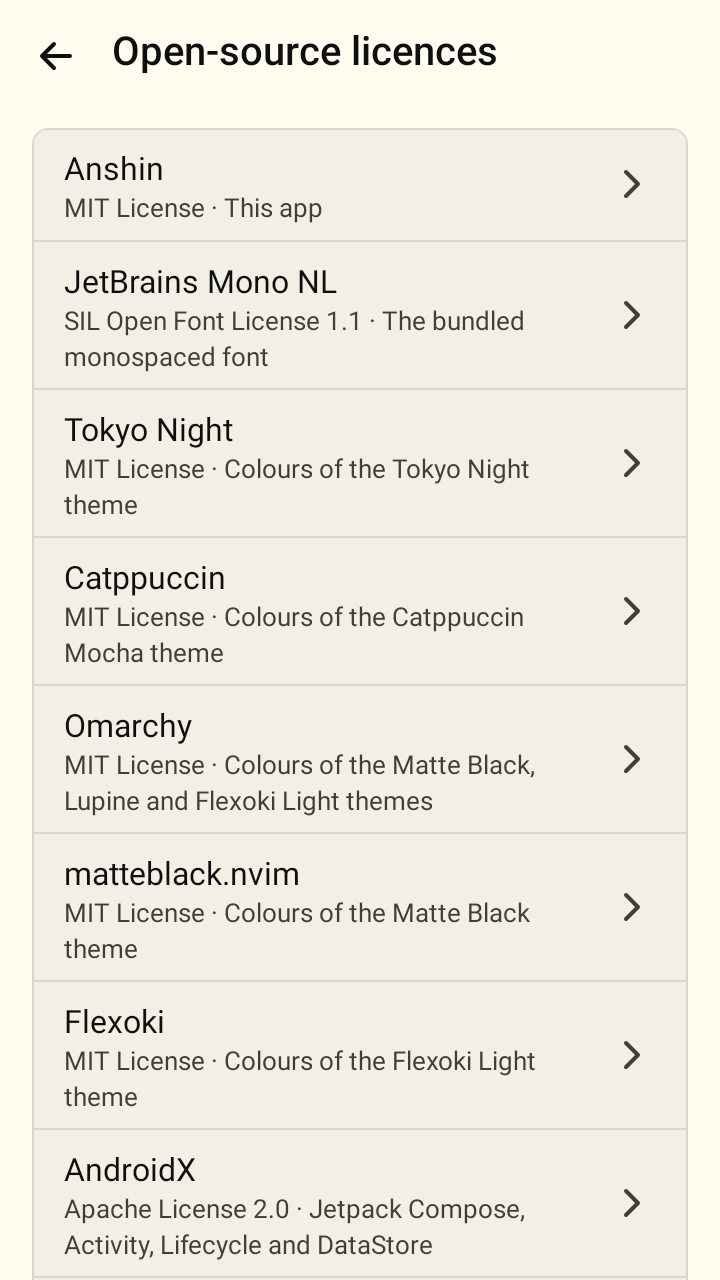 Open-source licences
Anshin
MIT License · This app
JetBrains Mono NL
SIL Open Font License 1.1 · The bundled
monospaced font
Tokyo Night
MIT License · Colours of the Tokyo Night
theme
Catppuccin
MIT License · Colours of the Catppuccin
Mocha theme
Omarchy
MIT License · Colours of the Matte Black,
Lupine and Flexoki Light themes
matteblack.nvim
MIT License · Colours of the Matte Black
theme
Flexoki
MIT License · Colours of the Flexoki Light
theme
AndroidX
Apache License 2.0 · Jetpack Compose,
Activity, Lifecycle and DataStore